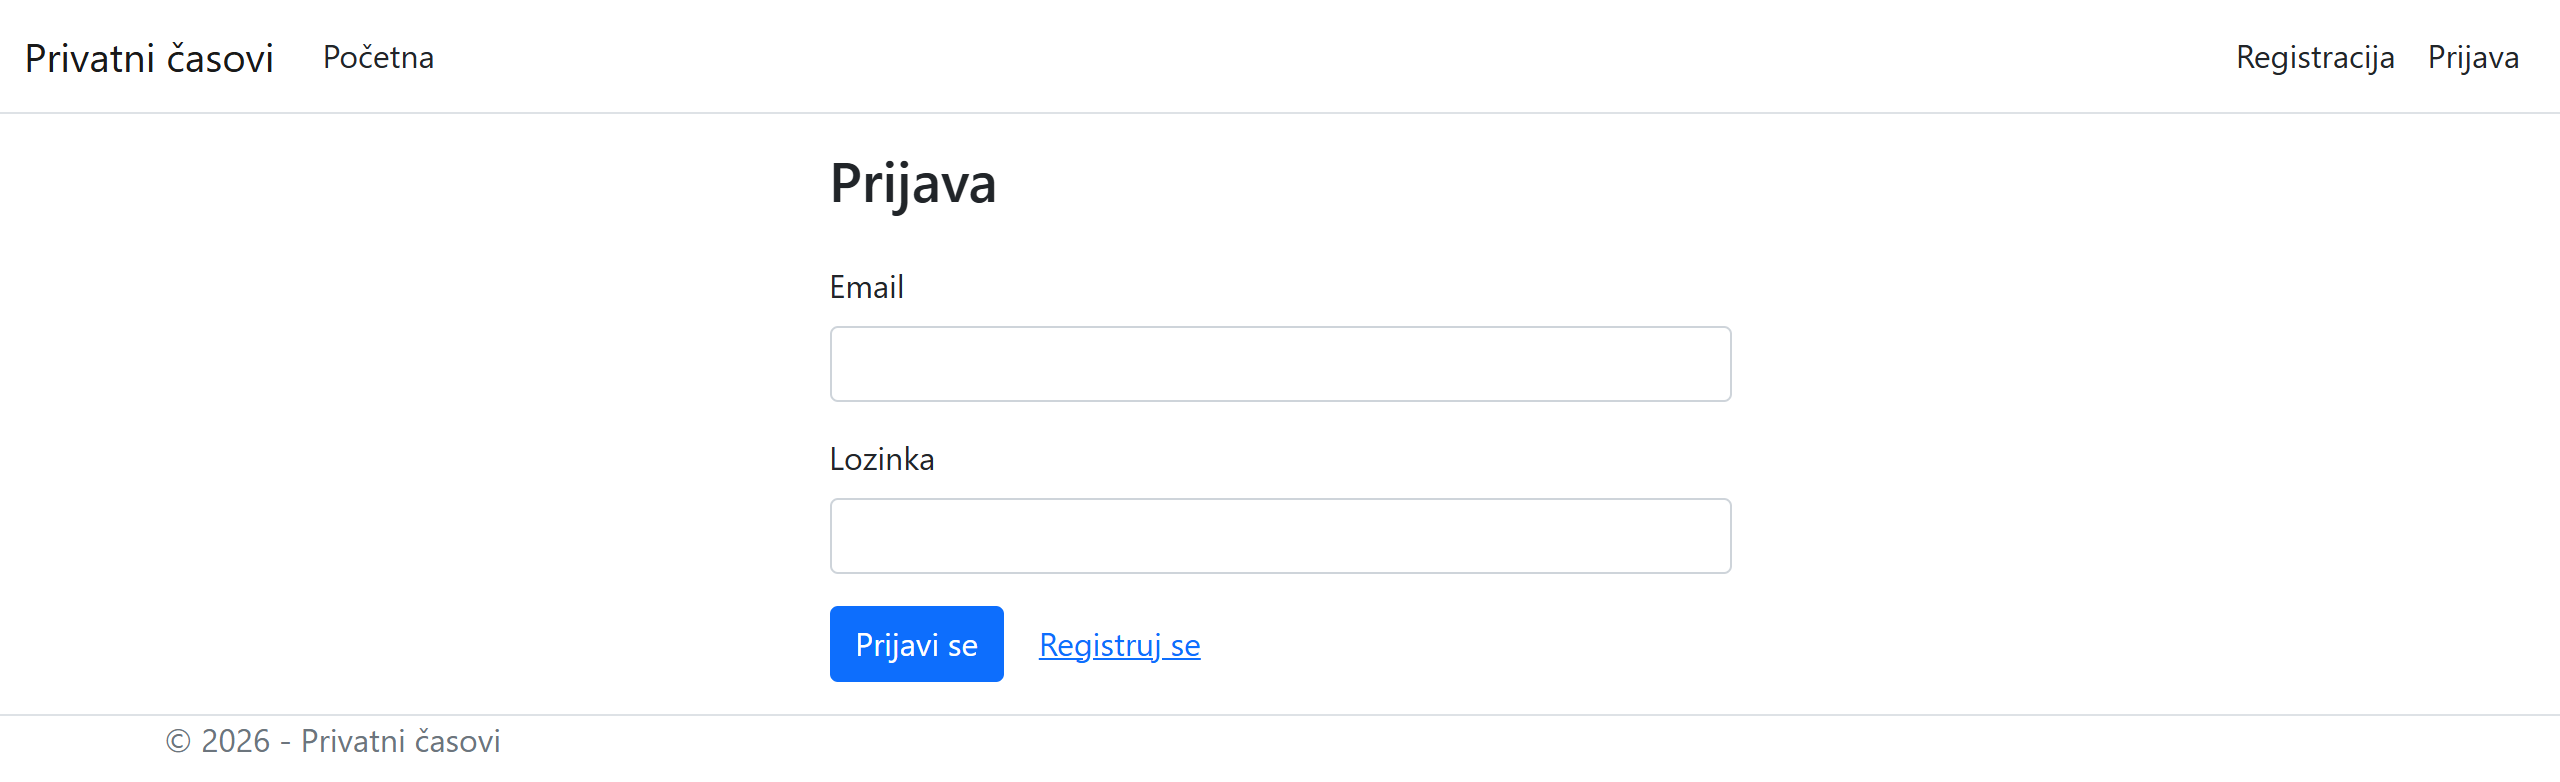 Privatni časovi Početna Registracija Prijava
Prijava
Email
Lozinka
Prijavi se Registruj se
© 2026 - Privatni časovi